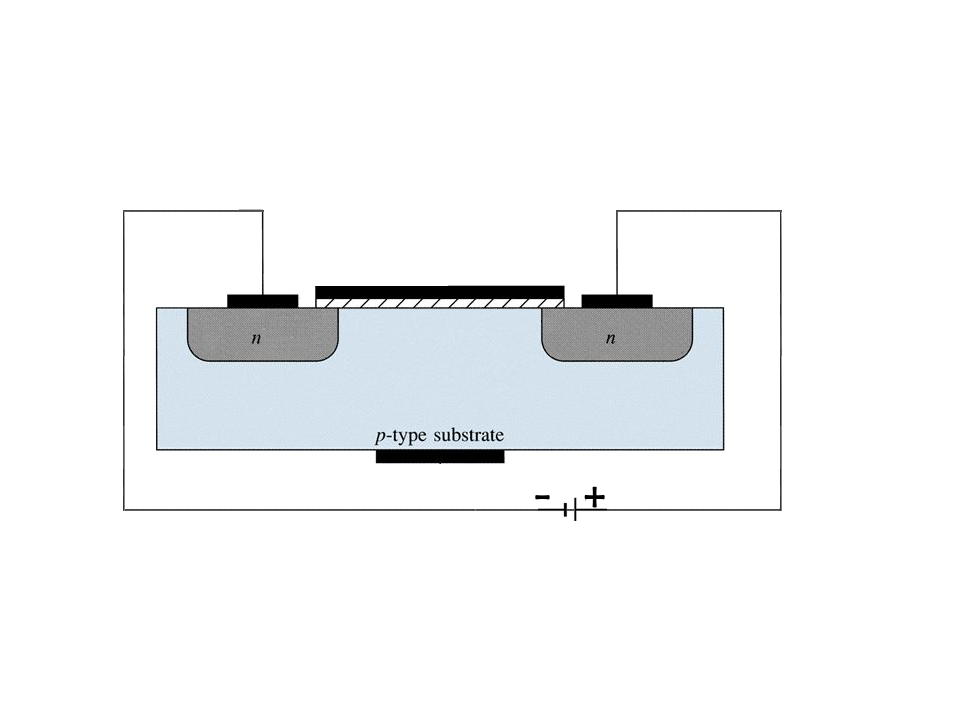 n
n
p-type substrate
- +